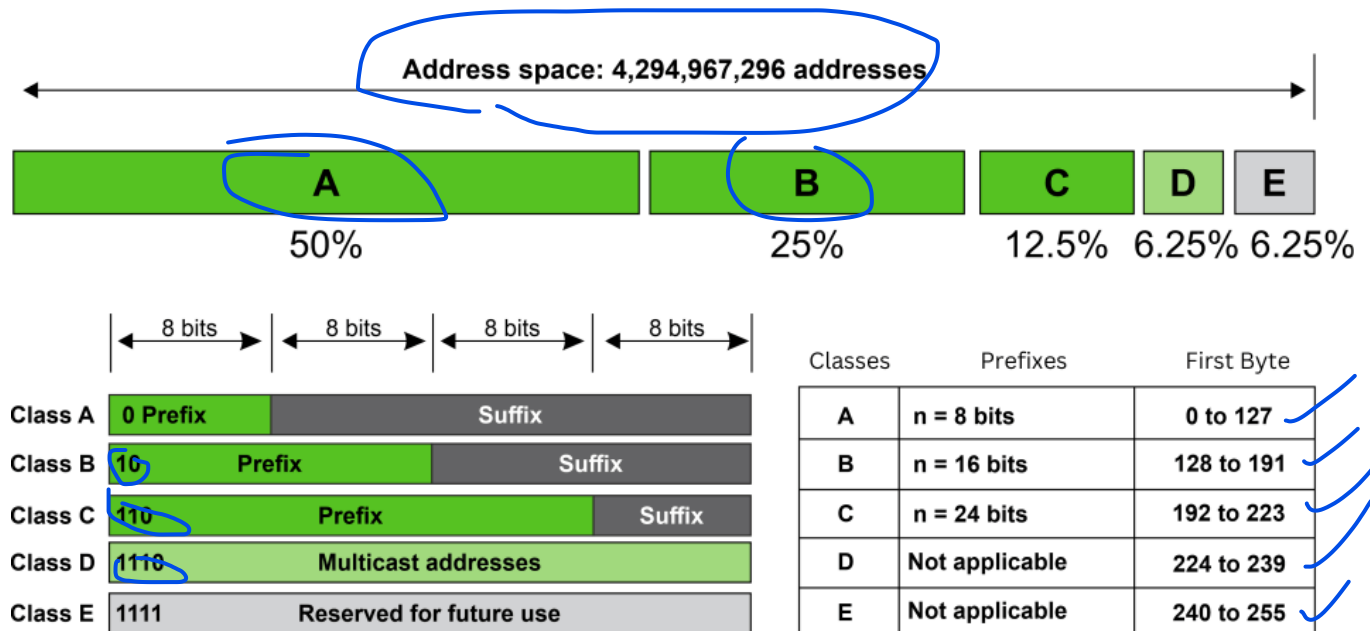 Address space: 4,294,967,296 addresses
A B C D E
50% 25% 12.5% 6.25% 6.25%
8 bits 8 bits 8 bits 8 bits
Class A 0 Prefix Suffix
Class B 10 Prefix Suffix
Class C 110 Prefix Suffix
Class D 1110 Multicast addresses
Class E 1111 Reserved for future use
Classes Prefixes First Byte
A n = 8 bits 0 to 127
B n = 16 bits 128 to 191
C n = 24 bits 192 to 223
D Not applicable 224 to 239
E Not applicable 240 to 255